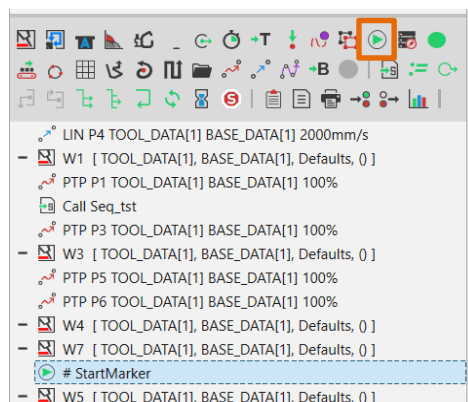 T
B
S
LIN P4 TOOL_DATA[1] BASE_DATA[1] 2000mm/s
W1 [ TOOL_DATA[1], BASE_DATA[1], Defaults, () ]
PTP P1 TOOL_DATA[1] BASE_DATA[1] 100%
Call Seq_tst
PTP P3 TOOL_DATA[1] BASE_DATA[1] 100%
W3 [ TOOL_DATA[1], BASE_DATA[1], Defaults, () ]
PTP P5 TOOL_DATA[1] BASE_DATA[1] 100%
PTP P6 TOOL_DATA[1] BASE_DATA[1] 100%
W4 [ TOOL_DATA[1], BASE_DATA[1], Defaults, () ]
W7 [ TOOL_DATA[1], BASE_DATA[1], Defaults, () ]
# StartMarker
W5 [ TOOL_DATA[1], BASE_DATA[1], Defaults, () ]